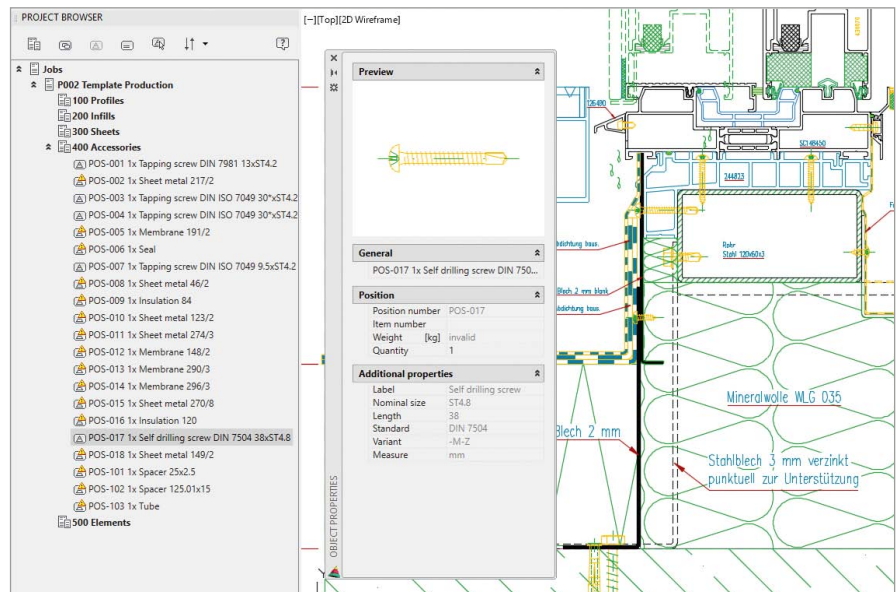 PROJECT BROWSER
Jobs
P002 Template Production
100 Profiles
200 Infills
300 Sheets
400 Accessories
POS-001 1x Tapping screw DIN 7981 13xST4.2
POS-002 1x Sheet metal 217/2
POS-003 1x Tapping screw DIN ISO 7049 30*xST4.2
POS-004 1x Tapping screw DIN ISO 7049 30*xST4.2
POS-005 1x Membrane 191/2
POS-006 1x Seal
POS-007 1x Tapping screw DIN ISO 7049 9.5xST4.2
POS-008 1x Sheet metal 46/2
POS-009 1x Insulation 84
POS-010 1x Sheet metal 123/2
POS-011 1x Sheet metal 274/3
POS-012 1x Membrane 148/2
POS-013 1x Membrane 290/3
POS-014 1x Membrane 296/3
POS-015 1x Sheet metal 270/8
POS-016 1x Insulation 120
POS-017 1x Self drilling screw DIN 7504 38xST4.8
POS-018 1x Sheet metal 149/2
POS-101 1x Spacer 25x2.5
POS-102 1x Spacer 125.01x15
POS-103 1x Tube
500 Elements
[−][Top][2D Wireframe]
Preview
General
POS-017 1x Self drilling screw DIN 750...
Position
Position number POS-017
Item number
Weight [kg] invalid
Quantity 1
Additional properties
Label Self drilling screw
Nominal size ST4.8
Length 38
Standard DIN 7504
Variant -M-Z
Measure mm
OBJECT PROPERTIES
244823
Rohr
Stahl 120x60x3
bdichtung baus.
Blech 2 mm blank
bdichtung baus.
Mineralwolle WLG 035
Blech 2 mm
Stahlblech 3 mm verzinkt
punktuell zur Unterstützung